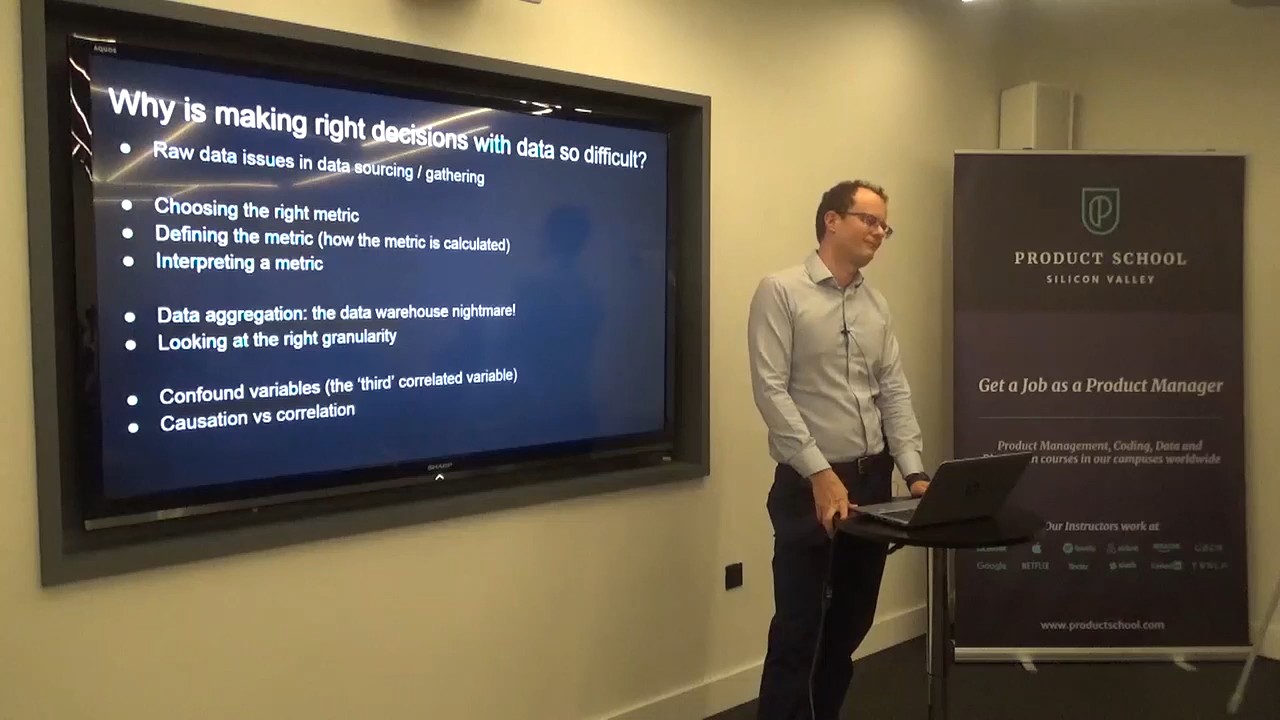 AQUOS
Why is making right decisions with data so difficult?
● Raw data issues in data sourcing / gathering
● Choosing the right metric
● Defining the metric (how the metric is calculated)
● Interpreting a metric
● Data aggregation: the data warehouse nightmare!
● Looking at the right granularity
● Confound variables (the ‘third’ correlated variable)
● Causation vs correlation
SHARP
PRODUCT SCHOOL
SILICON VALLEY
Get a Job as a Product Manager
Product Management, Coding, Data and
courses in our campuses worldwide
Our Instructors work at
Google NETFLIX
www.productschool.com